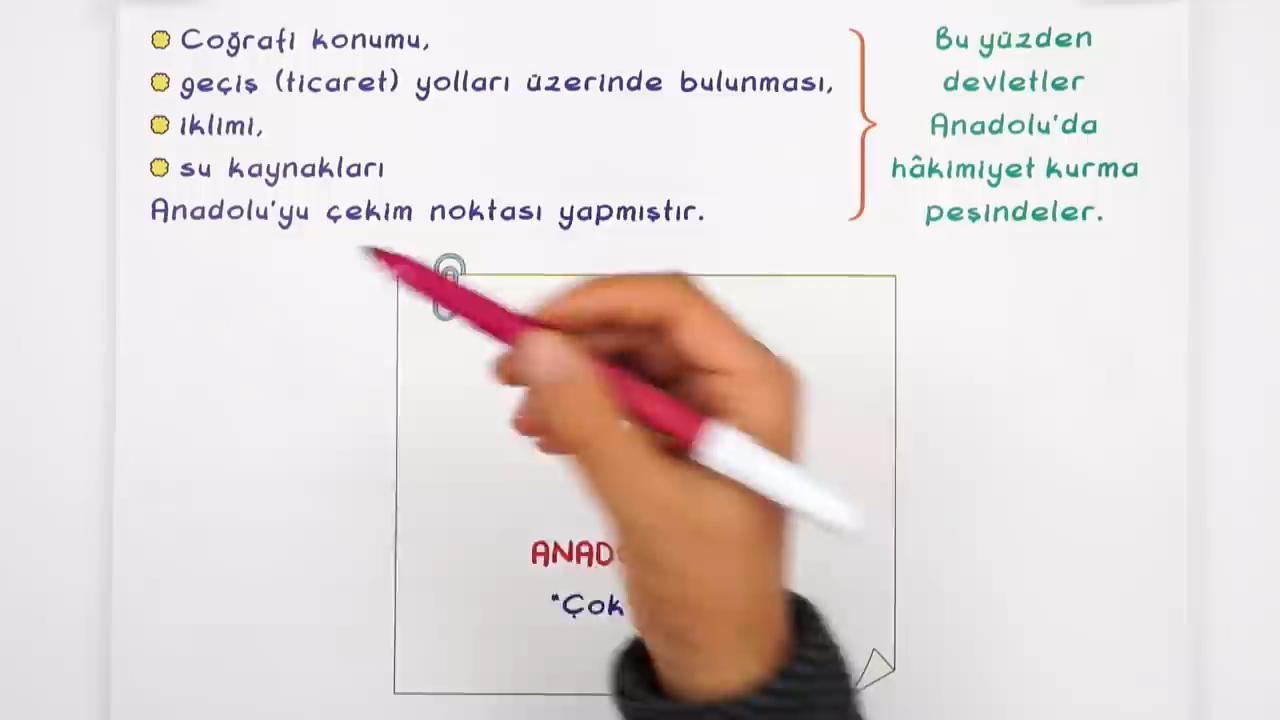 Coğrafi konumu,
geçiş (ticaret) yolları üzerinde bulunması,
iklimi,
su kaynakları
Anadolu'yu çekim noktası yapmıştır.
Bu yüzden
devletler
Anadolu'da
hâkimiyet kurma
peşindeler.
"Çok